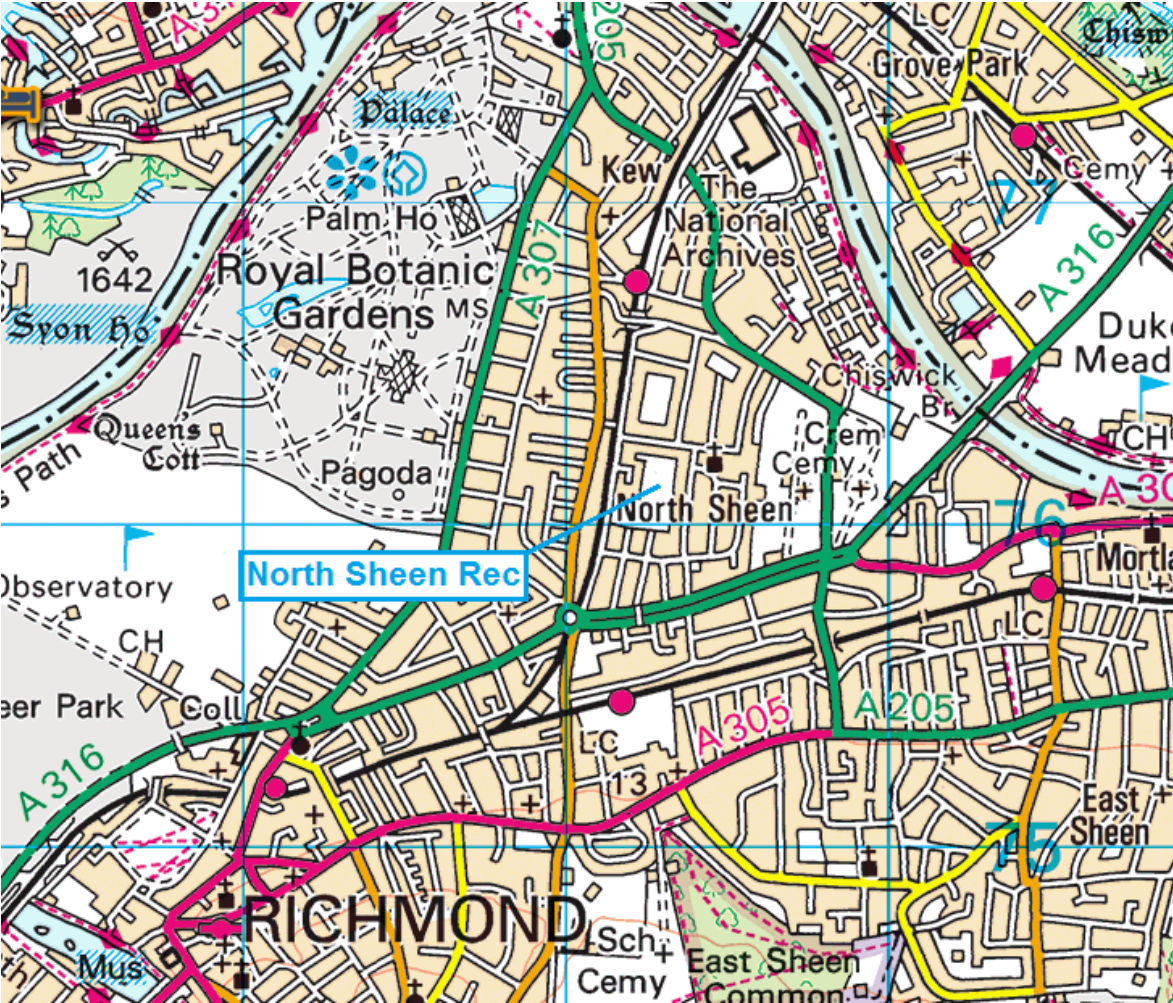 A 31
205
LC
Chisw
Grove Park
Palace
Kew
The
National
Archives
Cemy
77
Palm Ho
1642
Royal Botanic
Gardens
MS
A 307
A 316
Syon Ho
Duke
Mead
Chiswick
Br
CH
Queen's
Cott
Path
Pagoda
Crem
Cemy
A 30
North Sheen
76
Mortla
North Sheen Rec
Observatory
CH
LC
eer Park
Coll
A 205
A 305
LC
A 316
13
East
Sheen
75
RICHMOND
Sch
Cemy
Mus
East Sheen
Common